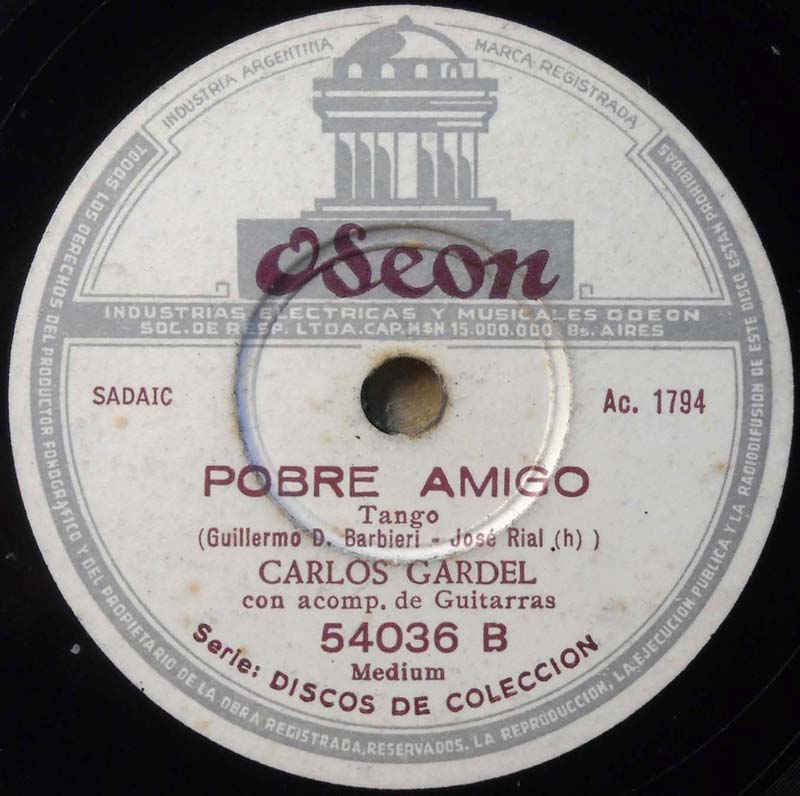 INDUSTRIA ARGENTINA
MARCA REGISTRADA
Odeon
INDUSTRIAS ELECTRICAS Y MUSICALES ODEON
SOC. DE RESP. LTDA. CAP. M$N 15.000.000 Bs. AIRES
SADAIC
Ac. 1794
POBRE AMIGO
Tango
(Guillermo D. Barbieri - José Rial (h) )
CARLOS GARDEL
con acomp. de Guitarras
54036 B
Medium
Serie: DISCOS DE COLECCION
TODOS LOS DERECHOS DEL PRODUCTOR FONOGRAFICO Y DEL PROPIETARIO DE LA OBRA REGISTRADA, RESERVADOS. LA REPRODUCCION, LA EJECUCION PUBLICA Y LA RADIODIFUSION DE ESTE DISCO ESTAN PROHIBIDAS